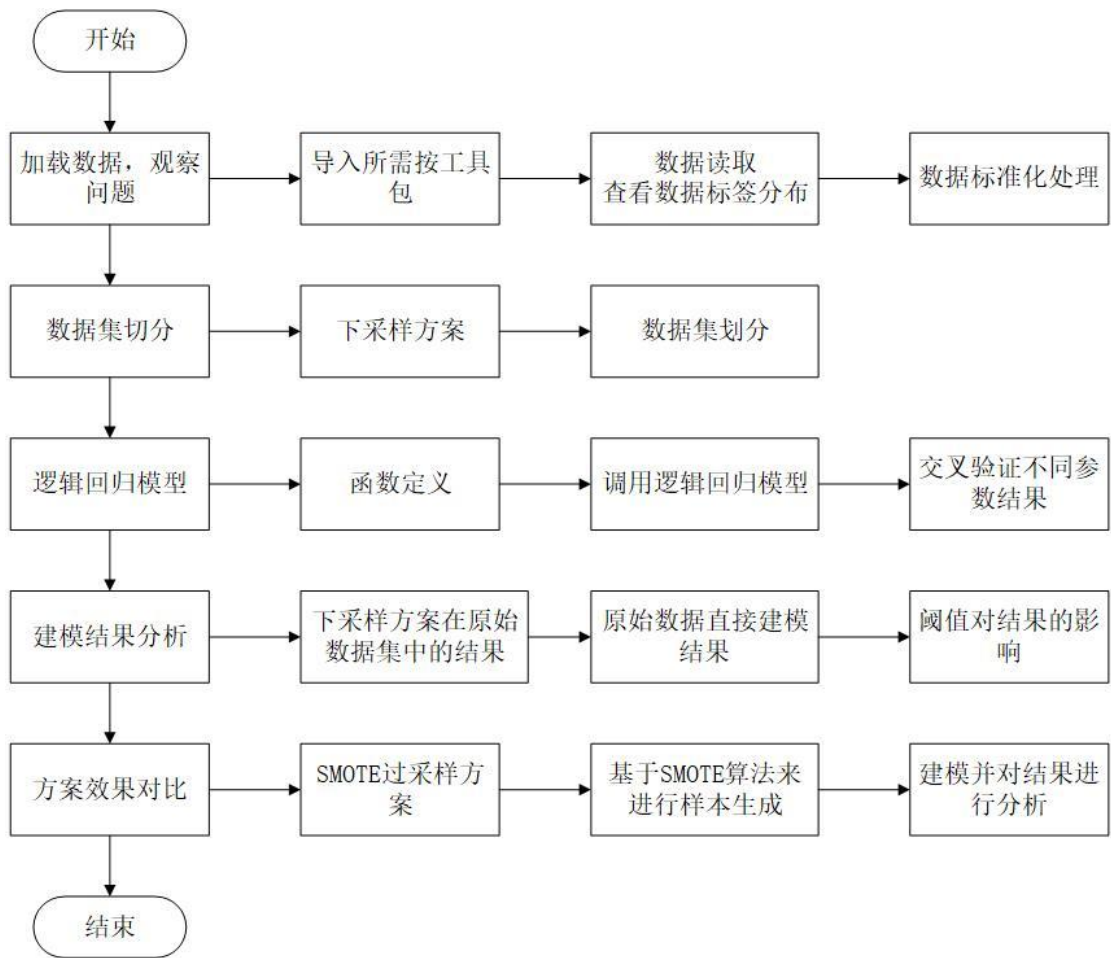 开始
加载数据，观察
问题
导入所需按工具
包
数据读取
查看数据标签分布
数据标准化处理
数据集切分
下采样方案
数据集划分
逻辑回归模型
函数定义
调用逻辑回归模型
交叉验证不同参
数结果
建模结果分析
下采样方案在原始
数据集中的结果
原始数据直接建模
结果
阈值对结果的影
响
方案效果对比
SMOTE过采样方
案
基于SMOTE算法来
进行样本生成
建模并对结果进
行分析
结束